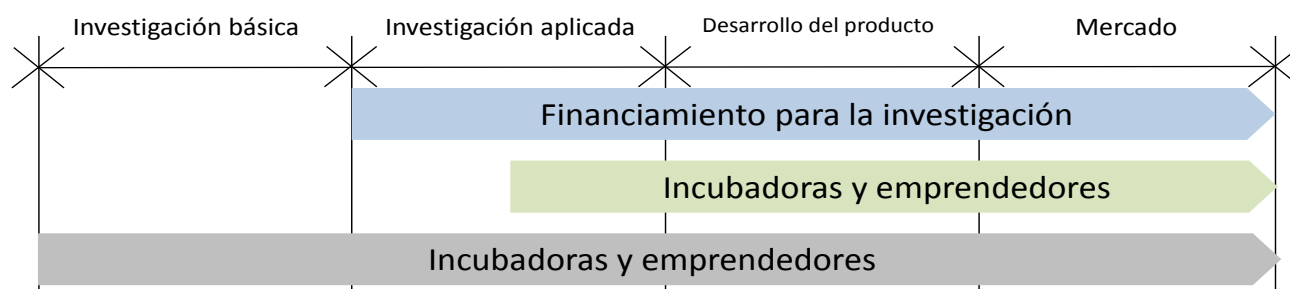 Investigación básica
Investigación aplicada
Desarrollo del producto
Mercado
Financiamiento para la investigación
Incubadoras y emprendedores
Incubadoras y emprendedores